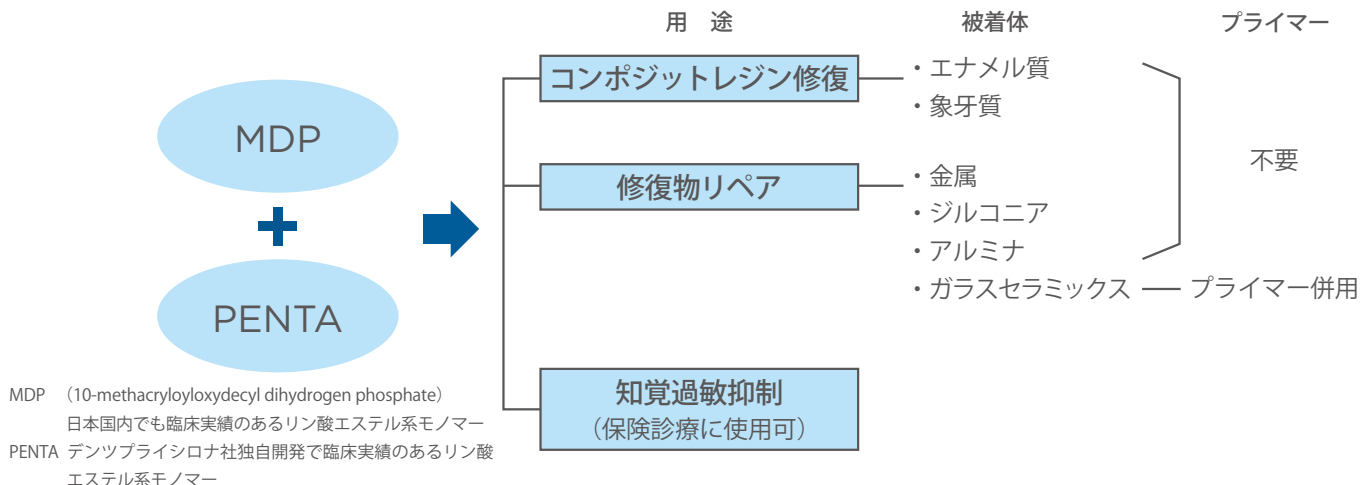 用　途　被着体　プライマー
MDP
PENTA
コンポジットレジン修復
・エナメル質
・象牙質
修復物リペア
・金属
・ジルコニア
・アルミナ
不要
・ガラスセラミックス
プライマー併用
知覚過敏抑制
（保険診療に使用可）
MDP （10-methacryloyloxydecyl dihydrogen phosphate）
日本国内でも臨床実績のあるリン酸エステル系モノマー
PENTA デンツプライシロナ社独自開発で臨床実績のあるリン酸
エステル系モノマー